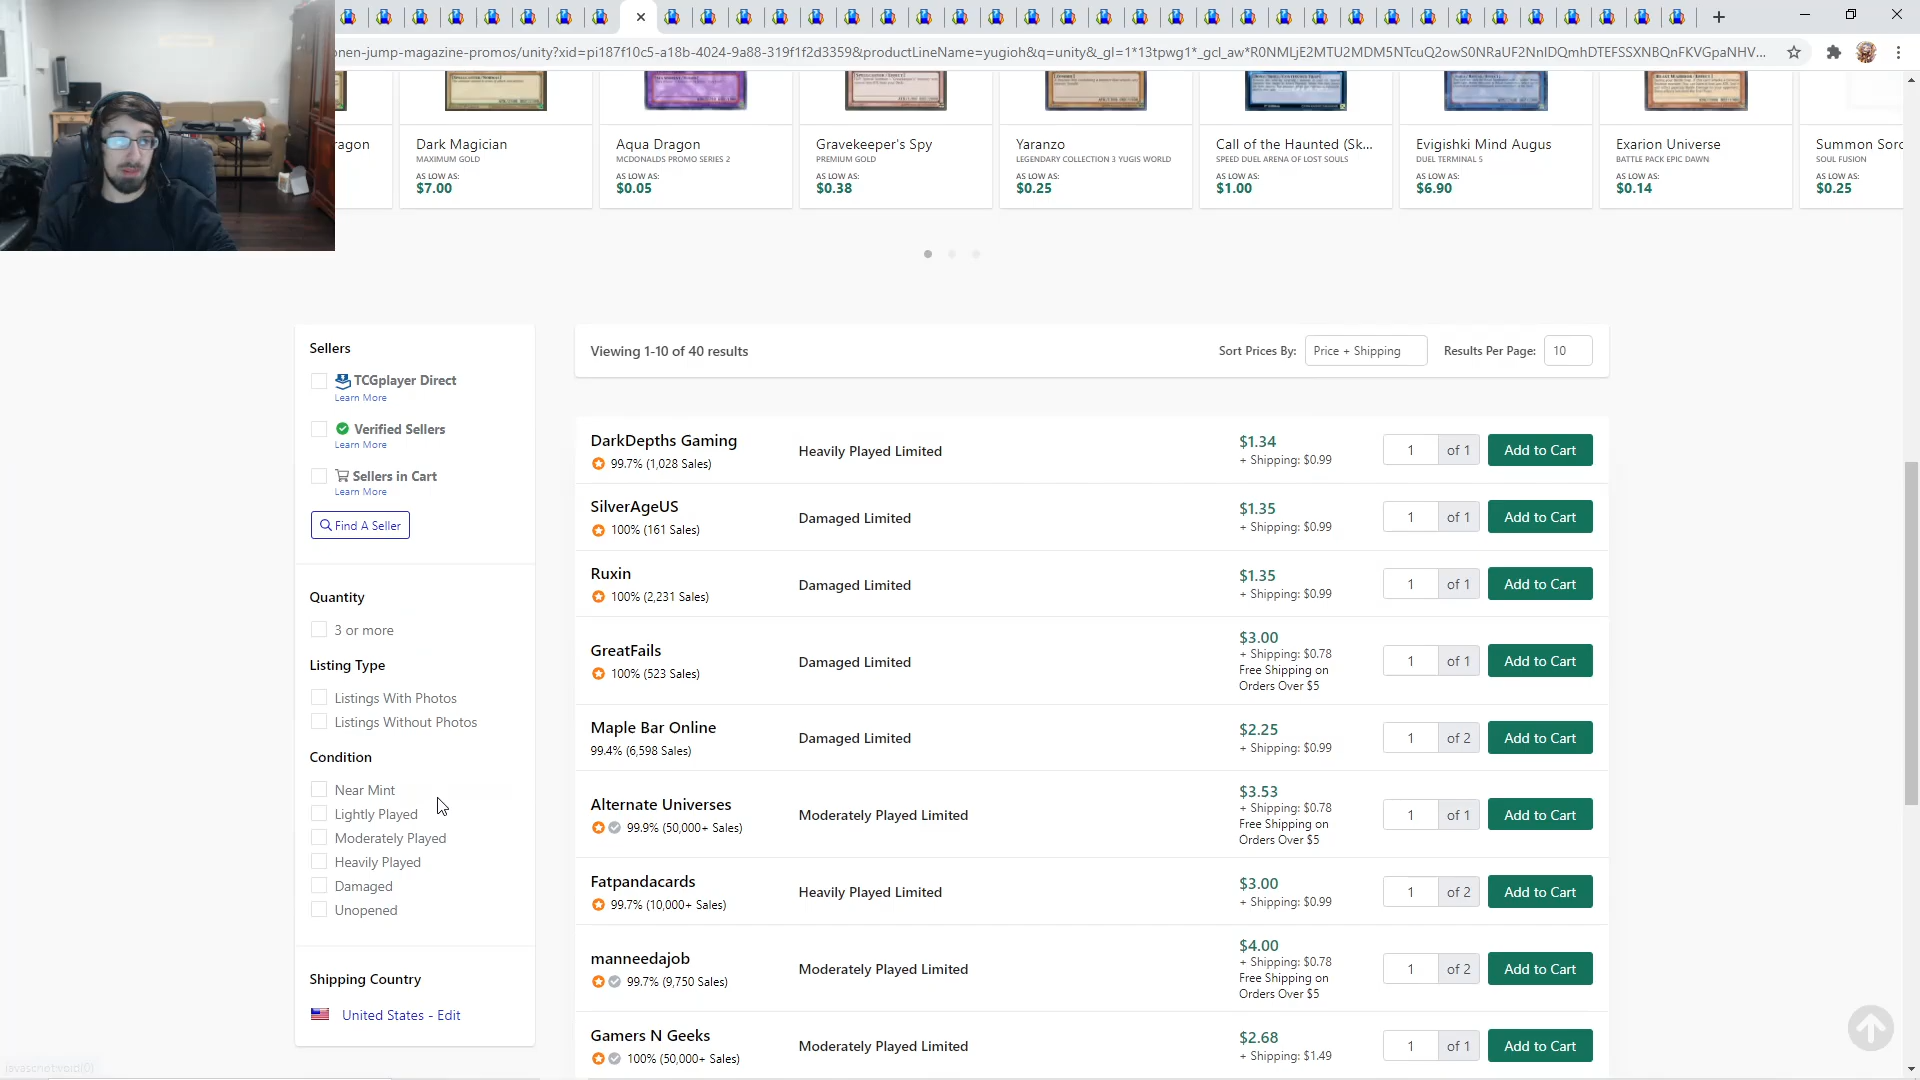 onen-jump-magazine-promos/unity?xid=pi187f10c5-a18b-4024-9a88-319f1f2d3359&productLineName=yugioh&q=unity&_gl=1*13tpwg1*_gcl_aw*R0NMLjE2MTU2MDM5NTcuQ2owS0NRaUF2NnlDQmhDTEFSSXNBQnFKVGpaNHV...
agon
Dark Magician
MAXIMUM GOLD
AS LOW AS:
$7.00
Aqua Dragon
MCDONALDS PROMO SERIES 2
AS LOW AS:
$0.05
Gravekeeper's Spy
PREMIUM GOLD
AS LOW AS:
$0.38
Yaranzo
LEGENDARY COLLECTION 3 YUGIS WORLD
AS LOW AS:
$0.25
Call of the Haunted (Sk...
SPEED DUEL ARENA OF LOST SOULS
AS LOW AS:
$1.00
Evigishki Mind Augus
DUEL TERMINAL 5
AS LOW AS:
$6.90
Exarion Universe
BATTLE PACK EPIC DAWN
AS LOW AS:
$0.14
Summon Sorc
SOUL FUSION
AS LOW AS:
$0.25
Sellers
TCGplayer Direct
Learn More
Verified Sellers
Learn More
Sellers in Cart
Learn More
Find A Seller
Quantity
3 or more
Listing Type
Listings With Photos
Listings Without Photos
Condition
Near Mint
Lightly Played
Moderately Played
Heavily Played
Damaged
Unopened
Shipping Country
United States - Edit
Viewing 1-10 of 40 results
Sort Prices By: Price + Shipping Results Per Page: 10
DarkDepths Gaming
99.7% (1,028 Sales)
Heavily Played Limited
$1.34
+ Shipping: $0.99
1 of 1 Add to Cart
SilverAgeUS
100% (161 Sales)
Damaged Limited
$1.35
+ Shipping: $0.99
1 of 1 Add to Cart
Ruxin
100% (2,231 Sales)
Damaged Limited
$1.35
+ Shipping: $0.99
1 of 1 Add to Cart
GreatFails
100% (523 Sales)
Damaged Limited
$3.00
+ Shipping: $0.78
Free Shipping on
Orders Over $5
1 of 1 Add to Cart
Maple Bar Online
99.4% (6,598 Sales)
Damaged Limited
$2.25
+ Shipping: $0.99
1 of 2 Add to Cart
Alternate Universes
99.9% (50,000+ Sales)
Moderately Played Limited
$3.53
+ Shipping: $0.78
Free Shipping on
Orders Over $5
1 of 1 Add to Cart
Fatpandacards
99.7% (10,000+ Sales)
Heavily Played Limited
$3.00
+ Shipping: $0.99
1 of 2 Add to Cart
manneedajob
99.7% (9,750 Sales)
Moderately Played Limited
$4.00
+ Shipping: $0.78
Free Shipping on
Orders Over $5
1 of 2 Add to Cart
Gamers N Geeks
100% (50,000+ Sales)
Moderately Played Limited
$2.68
+ Shipping: $1.49
1 of 1 Add to Cart
javascript:void(0)